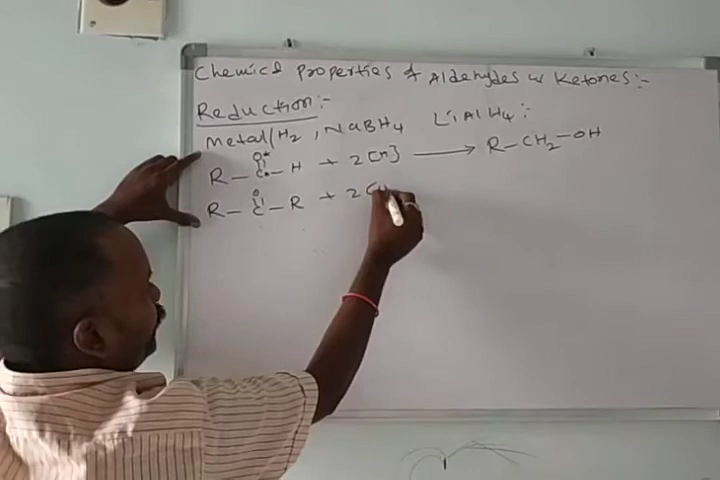 Chemical Properties of Aldehydes & Ketones:-
Reduction:-
Metal/H2, NaBH4 LiAlH4:
O
R-C-H + 2[H] → R-CH2-OH
O
R-C-R + 2[H